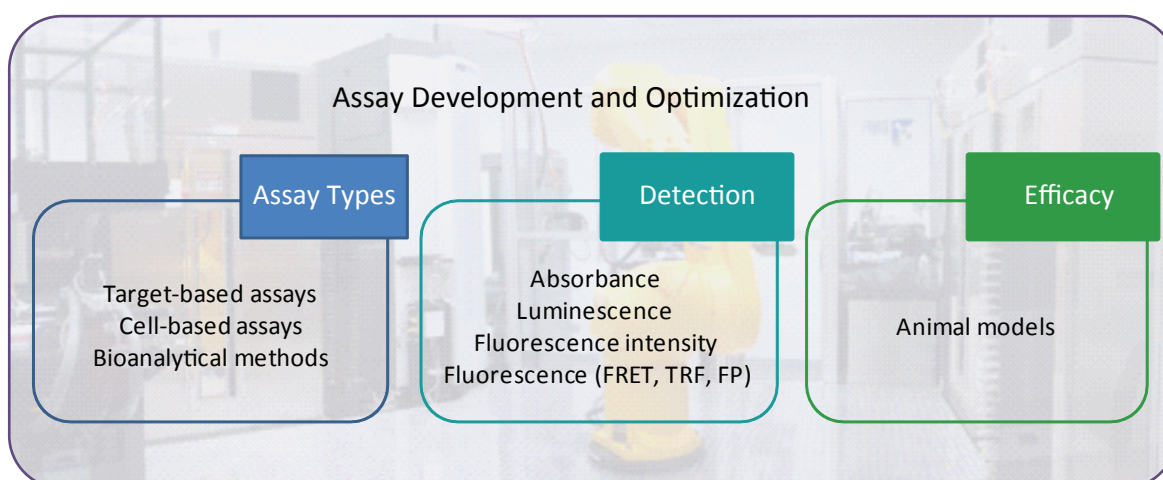 Assay Development and Optimization
Assay Types
Target-based assays
Cell-based assays
Bioanalytical methods
Detection
Absorbance
Luminescence
Fluorescence intensity
Fluorescence (FRET, TRF, FP)
Efficacy
Animal models